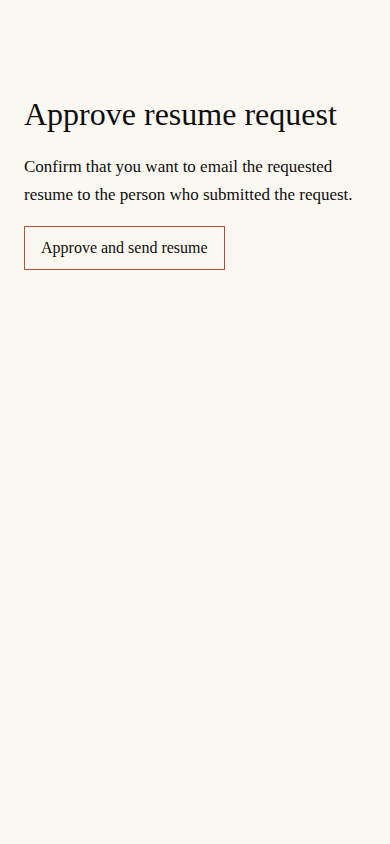 Approve resume request
Confirm that you want to email the requested
resume to the person who submitted the request.
Approve and send resume